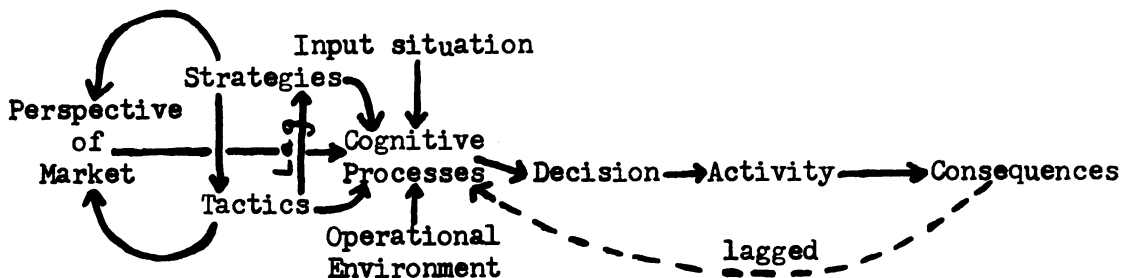 Input situation
Strategies
Perspective
of
Market
Cognitive
Processes
Decision
Activity
Consequences
Tactics
Operational
Environment
lagged